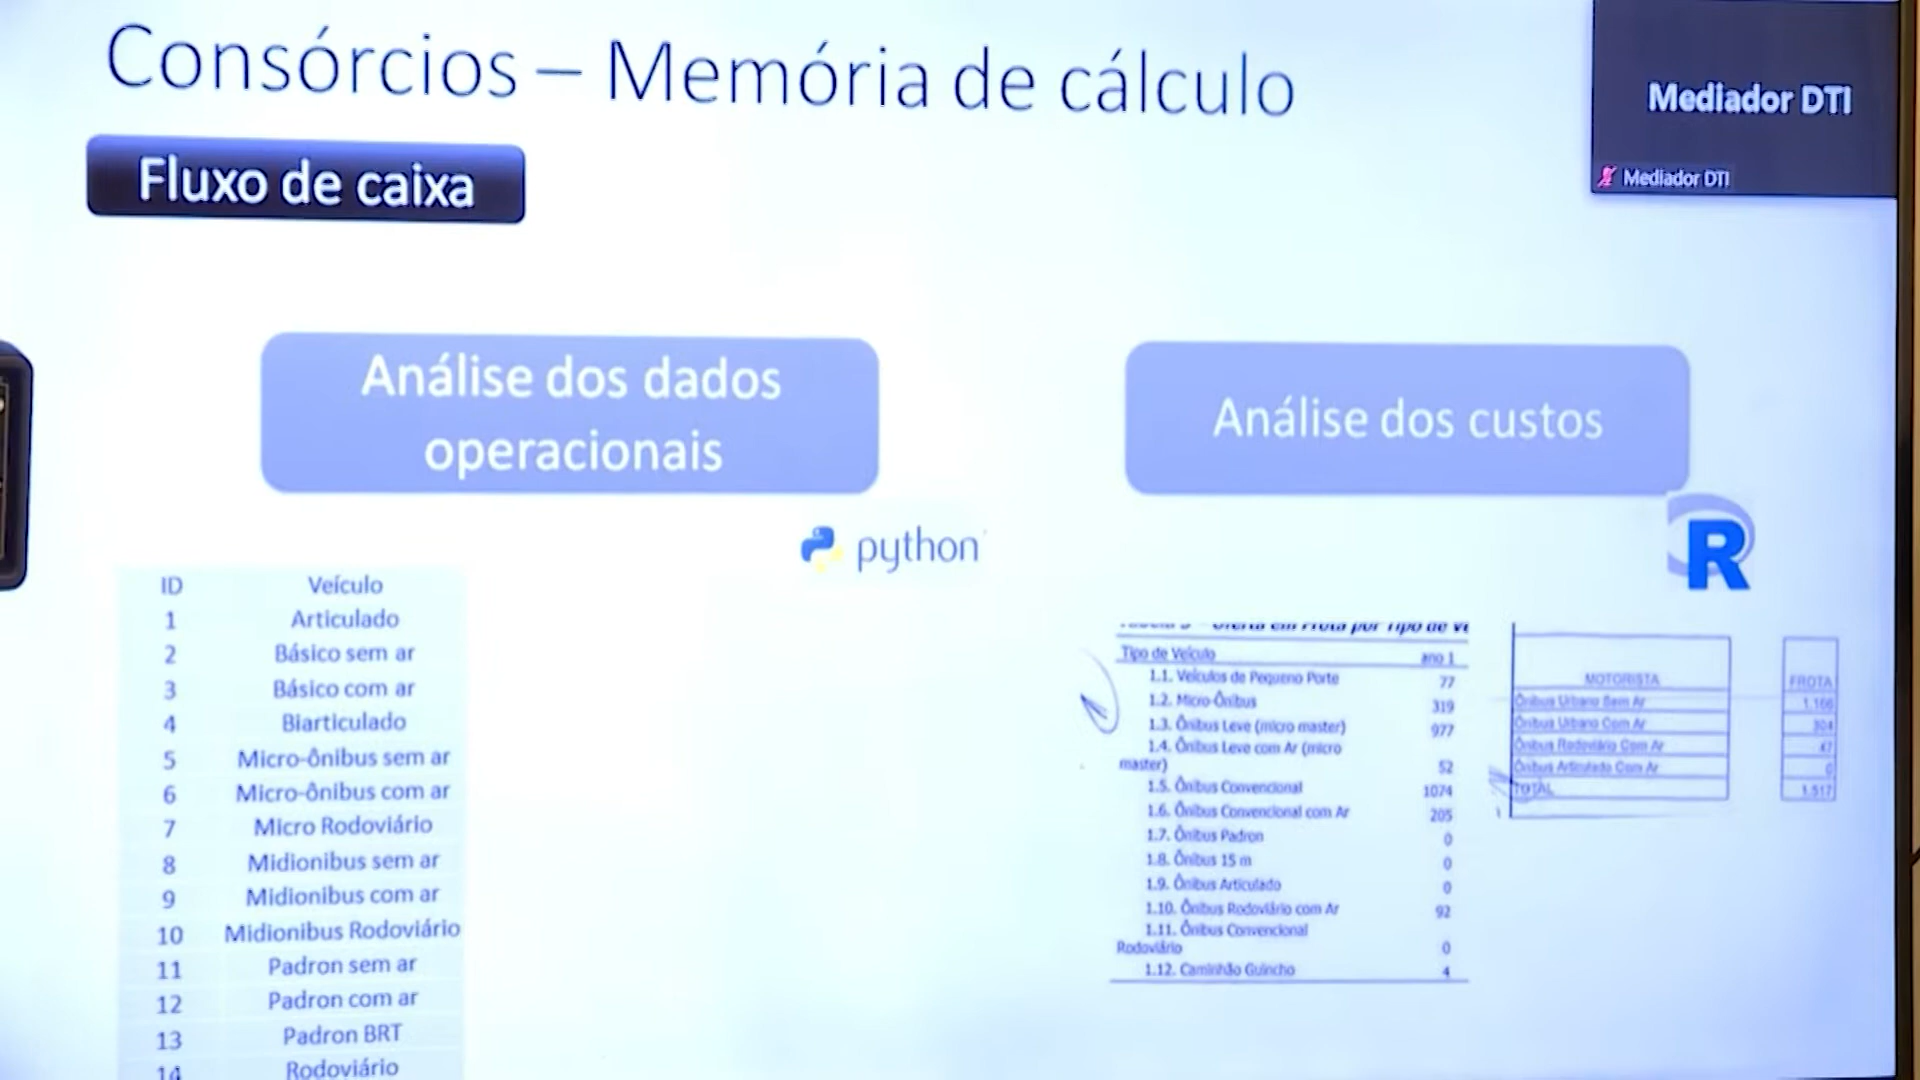 Consórcios – Memória de cálculo
Mediador DTI
Mediador DTI
Fluxo de caixa
Análise dos dados
operacionais
Análise dos custos
python
R
ID Veículo
1 Articulado
2 Básico sem ar
3 Básico com ar
4 Biarticulado
5 Micro-ônibus sem ar
6 Micro-ônibus com ar
7 Micro Rodoviário
8 Midionibus sem ar
9 Midionibus com ar
10 Midionibus Rodoviário
11 Padron sem ar
12 Padron com ar
13 Padron BRT
14 Rodoviário
Oferta em Frota por Tipo de
Tipo de Veículo ano 1
1.1. Veículos de Pequeno Porte 77
1.2. Micro-Ônibus 319
1.3. Ônibus Leve (micro master) 977
1.4. Ônibus Leve com Ar (micro
master) 52
1.5. Ônibus Convencional 1074
1.6. Ônibus Convencional com Ar 205
1.7. Ônibus Padron 0
1.8. Ônibus 15 m 0
1.9. Ônibus Articulado 0
1.10. Ônibus Rodoviário com Ar 92
1.11. Ônibus Convencional
Rodoviário 0
1.12. Caminhão Guincho 4
MOTORISTA FROTA
Ônibus Urbano Sem Ar 1.166
Ônibus Urbano Com Ar 304
Ônibus Rodoviário Com Ar 47
Ônibus Articulado Com Ar 0
TOTAL 1.517